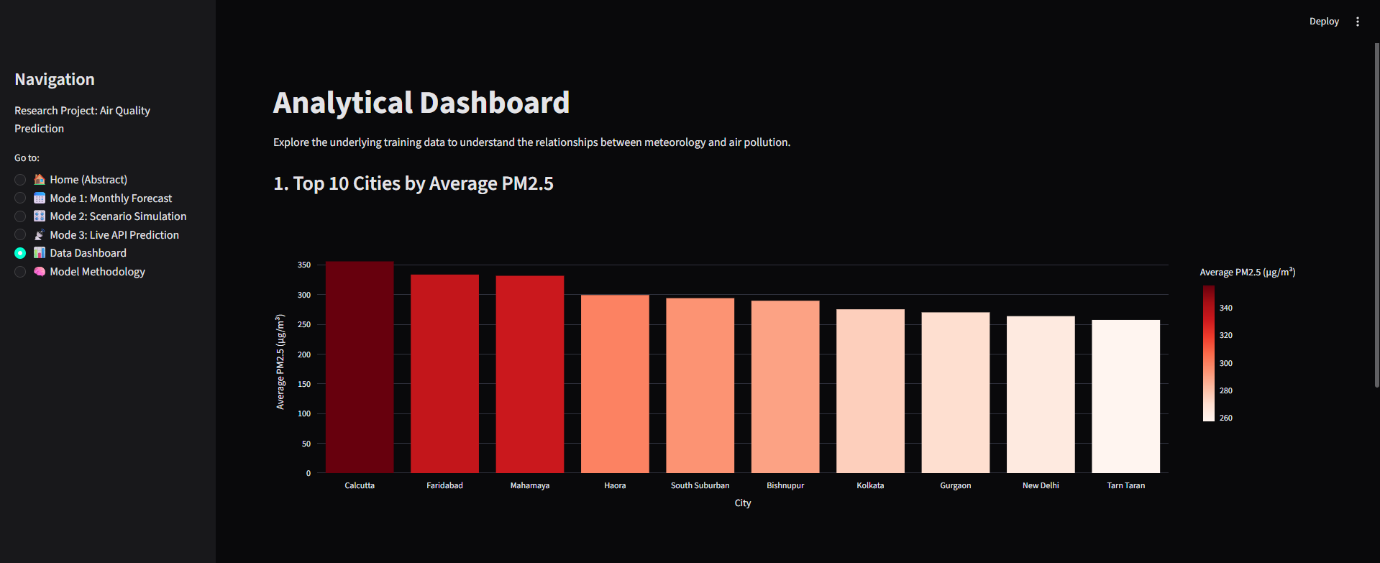 Deploy
Navigation
Research Project: Air Quality
Prediction
Go to:
Home (Abstract)
Mode 1: Monthly Forecast
Mode 2: Scenario Simulation
Mode 3: Live API Prediction
Data Dashboard
Model Methodology
Analytical Dashboard
Explore the underlying training data to understand the relationships between meteorology and air pollution.
1. Top 10 Cities by Average PM2.5
Average PM2.5 (µg/m³)
350
300
250
200
150
100
50
0
Calcutta Faridabad Mahamaya Haora South Suburban Bishnupur Kolkata Gurgaon New Delhi Tarn Taran
City
Average PM2.5 (µg/m³)
340
320
300
280
260